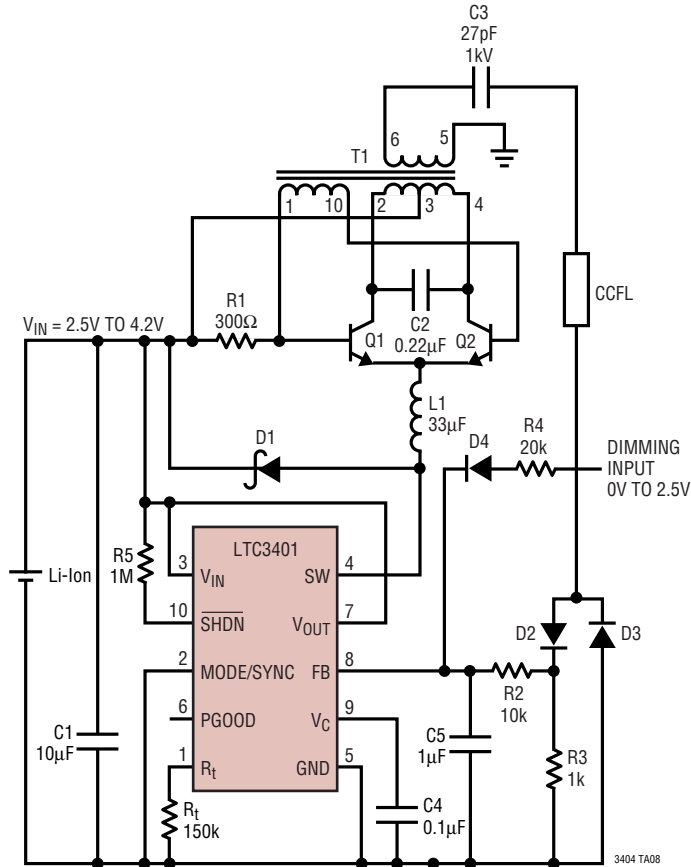 C3
27pF
1kV
6
5
T1
1
10
2
3
4
R1
300Ω
V_IN = 2.5V TO 4.2V
Q1
C2
0.22µF
Q2
CCFL
L1
33µF
D1
D4
R4
20k
DIMMING
INPUT
0V TO 2.5V
LTC3401
R5
1M
Li-Ion
3
V_IN
SW
4
10
SHDN
V_OUT
7
2
MODE/SYNC
FB
8
D2
D3
R2
10k
6
PGOOD
V_C
9
C1
10µF
C5
1µF
R3
1k
1
R_t
GND
5
R_t
150k
C4
0.1µF
3404 TA08